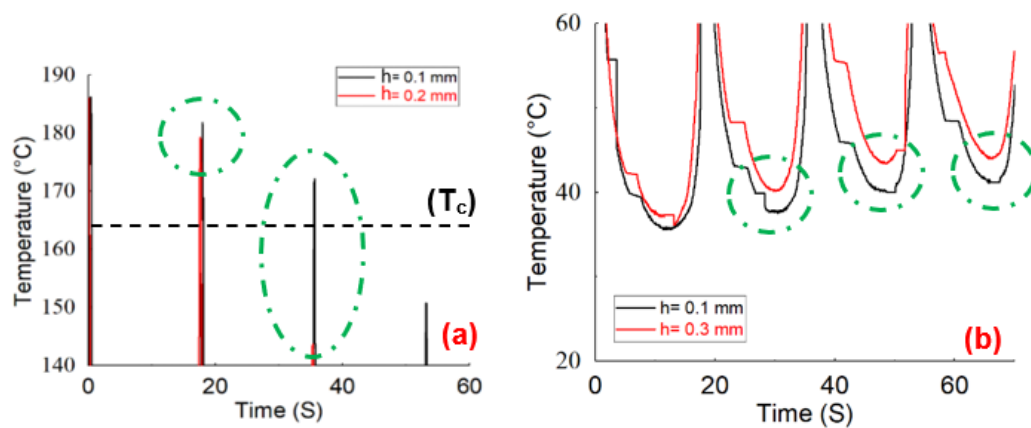 190
180
170
160
150
140
Temperature (°C)
h= 0.1 mm
h= 0.2 mm
(Tc)
(a)
0
20
40
60
Time (S)
(b)
60
40
20
Temperature (°C)
h= 0.1 mm
h= 0.3 mm
0
20
40
60
Time (S)